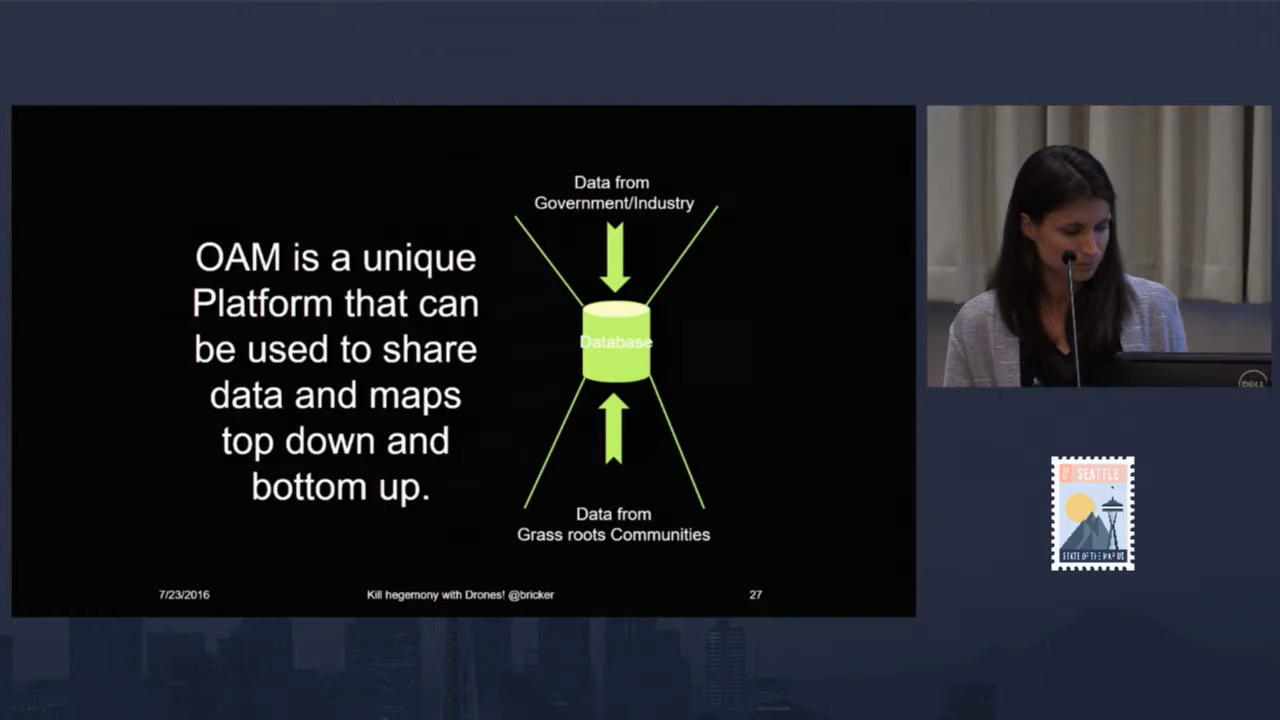 OAM is a unique
Platform that can
be used to share
data and maps
top down and
bottom up.
Data from
Government/Industry
Database
Data from
Grass roots Communities
7/23/2016
Kill hegemony with Drones! @bricker
27
DELL
SEATTLE
STATE OF THE MAP US